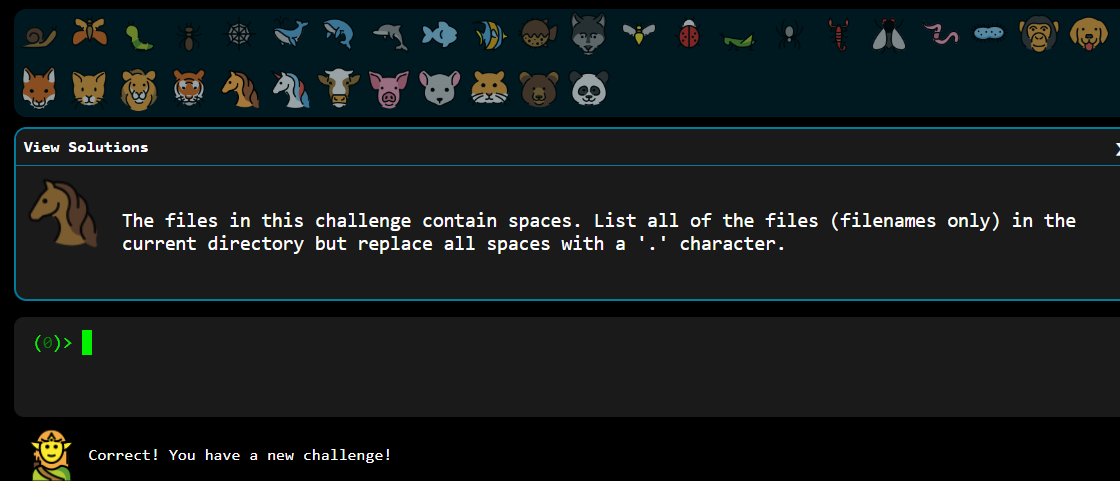 View Solutions
The files in this challenge contain spaces. List all of the files (filenames only) in the
current directory but replace all spaces with a '.' character.
(0)>
Correct! You have a new challenge!